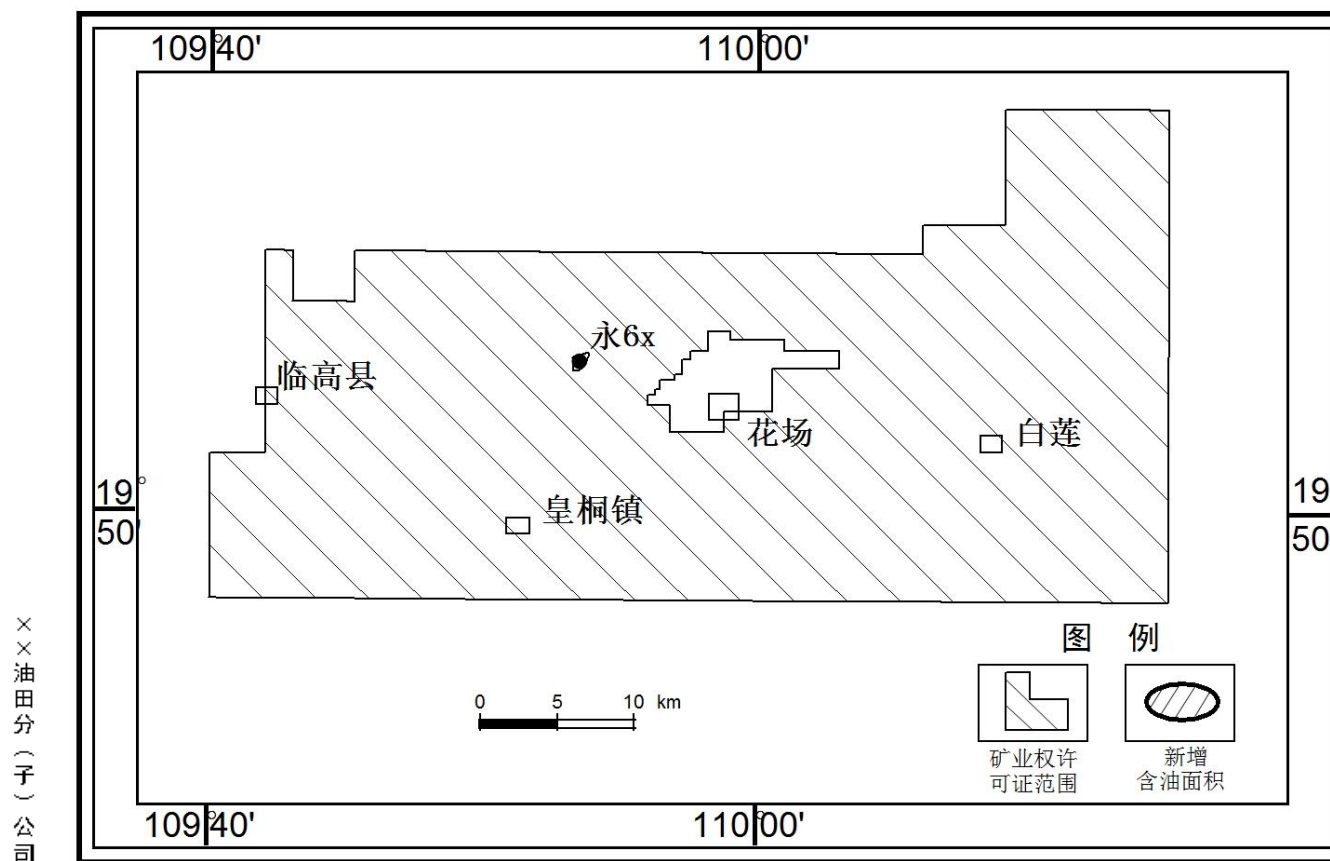 109°40' 110°00'
永6x
临高县
花场
白莲
19° 19
50' 50
皇桐镇
××油田分（子）公司
图 例
0 5 10 km
矿业权许
可证范围
新增
含油面积
109°40' 110°00'